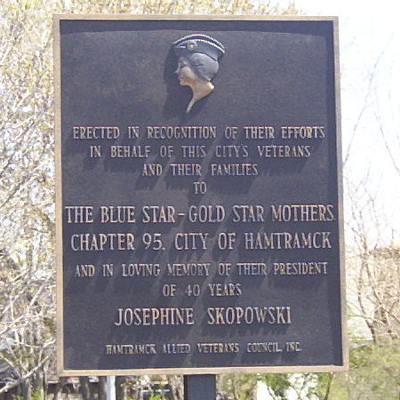 ERECTED IN RECOGNITION OF THEIR EFFORTS
IN BEHALF OF THIS CITY'S VETERANS
AND THEIR FAMILIES
TO
THE BLUE STAR - GOLD STAR MOTHERS
CHAPTER 95, CITY OF HAMTRAMCK
AND IN LOVING MEMORY OF THEIR PRESIDENT
OF 40 YEARS
JOSEPHINE SKOPOWSKI
HAMTRAMCK ALLIED VETERANS COUNCIL, INC.